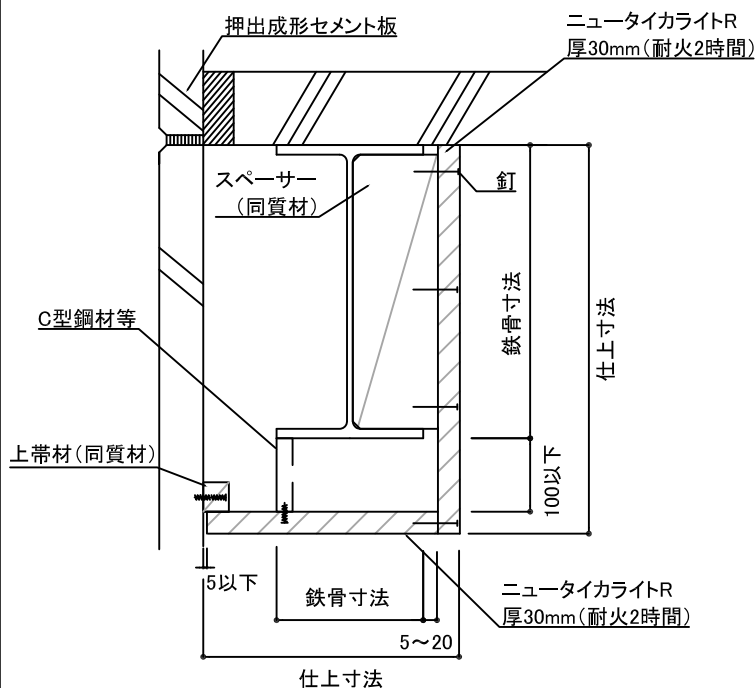 押出成形セメント板
ニュータイカライトR
厚30mm(耐火2時間)
スペーサー
(同質材)
釘
鉄骨寸法
仕上寸法
C型鋼材等
上帯材(同質材)
100以下
5以下
鉄骨寸法
ニュータイカライトR
厚30mm(耐火2時間)
5～20
仕上寸法